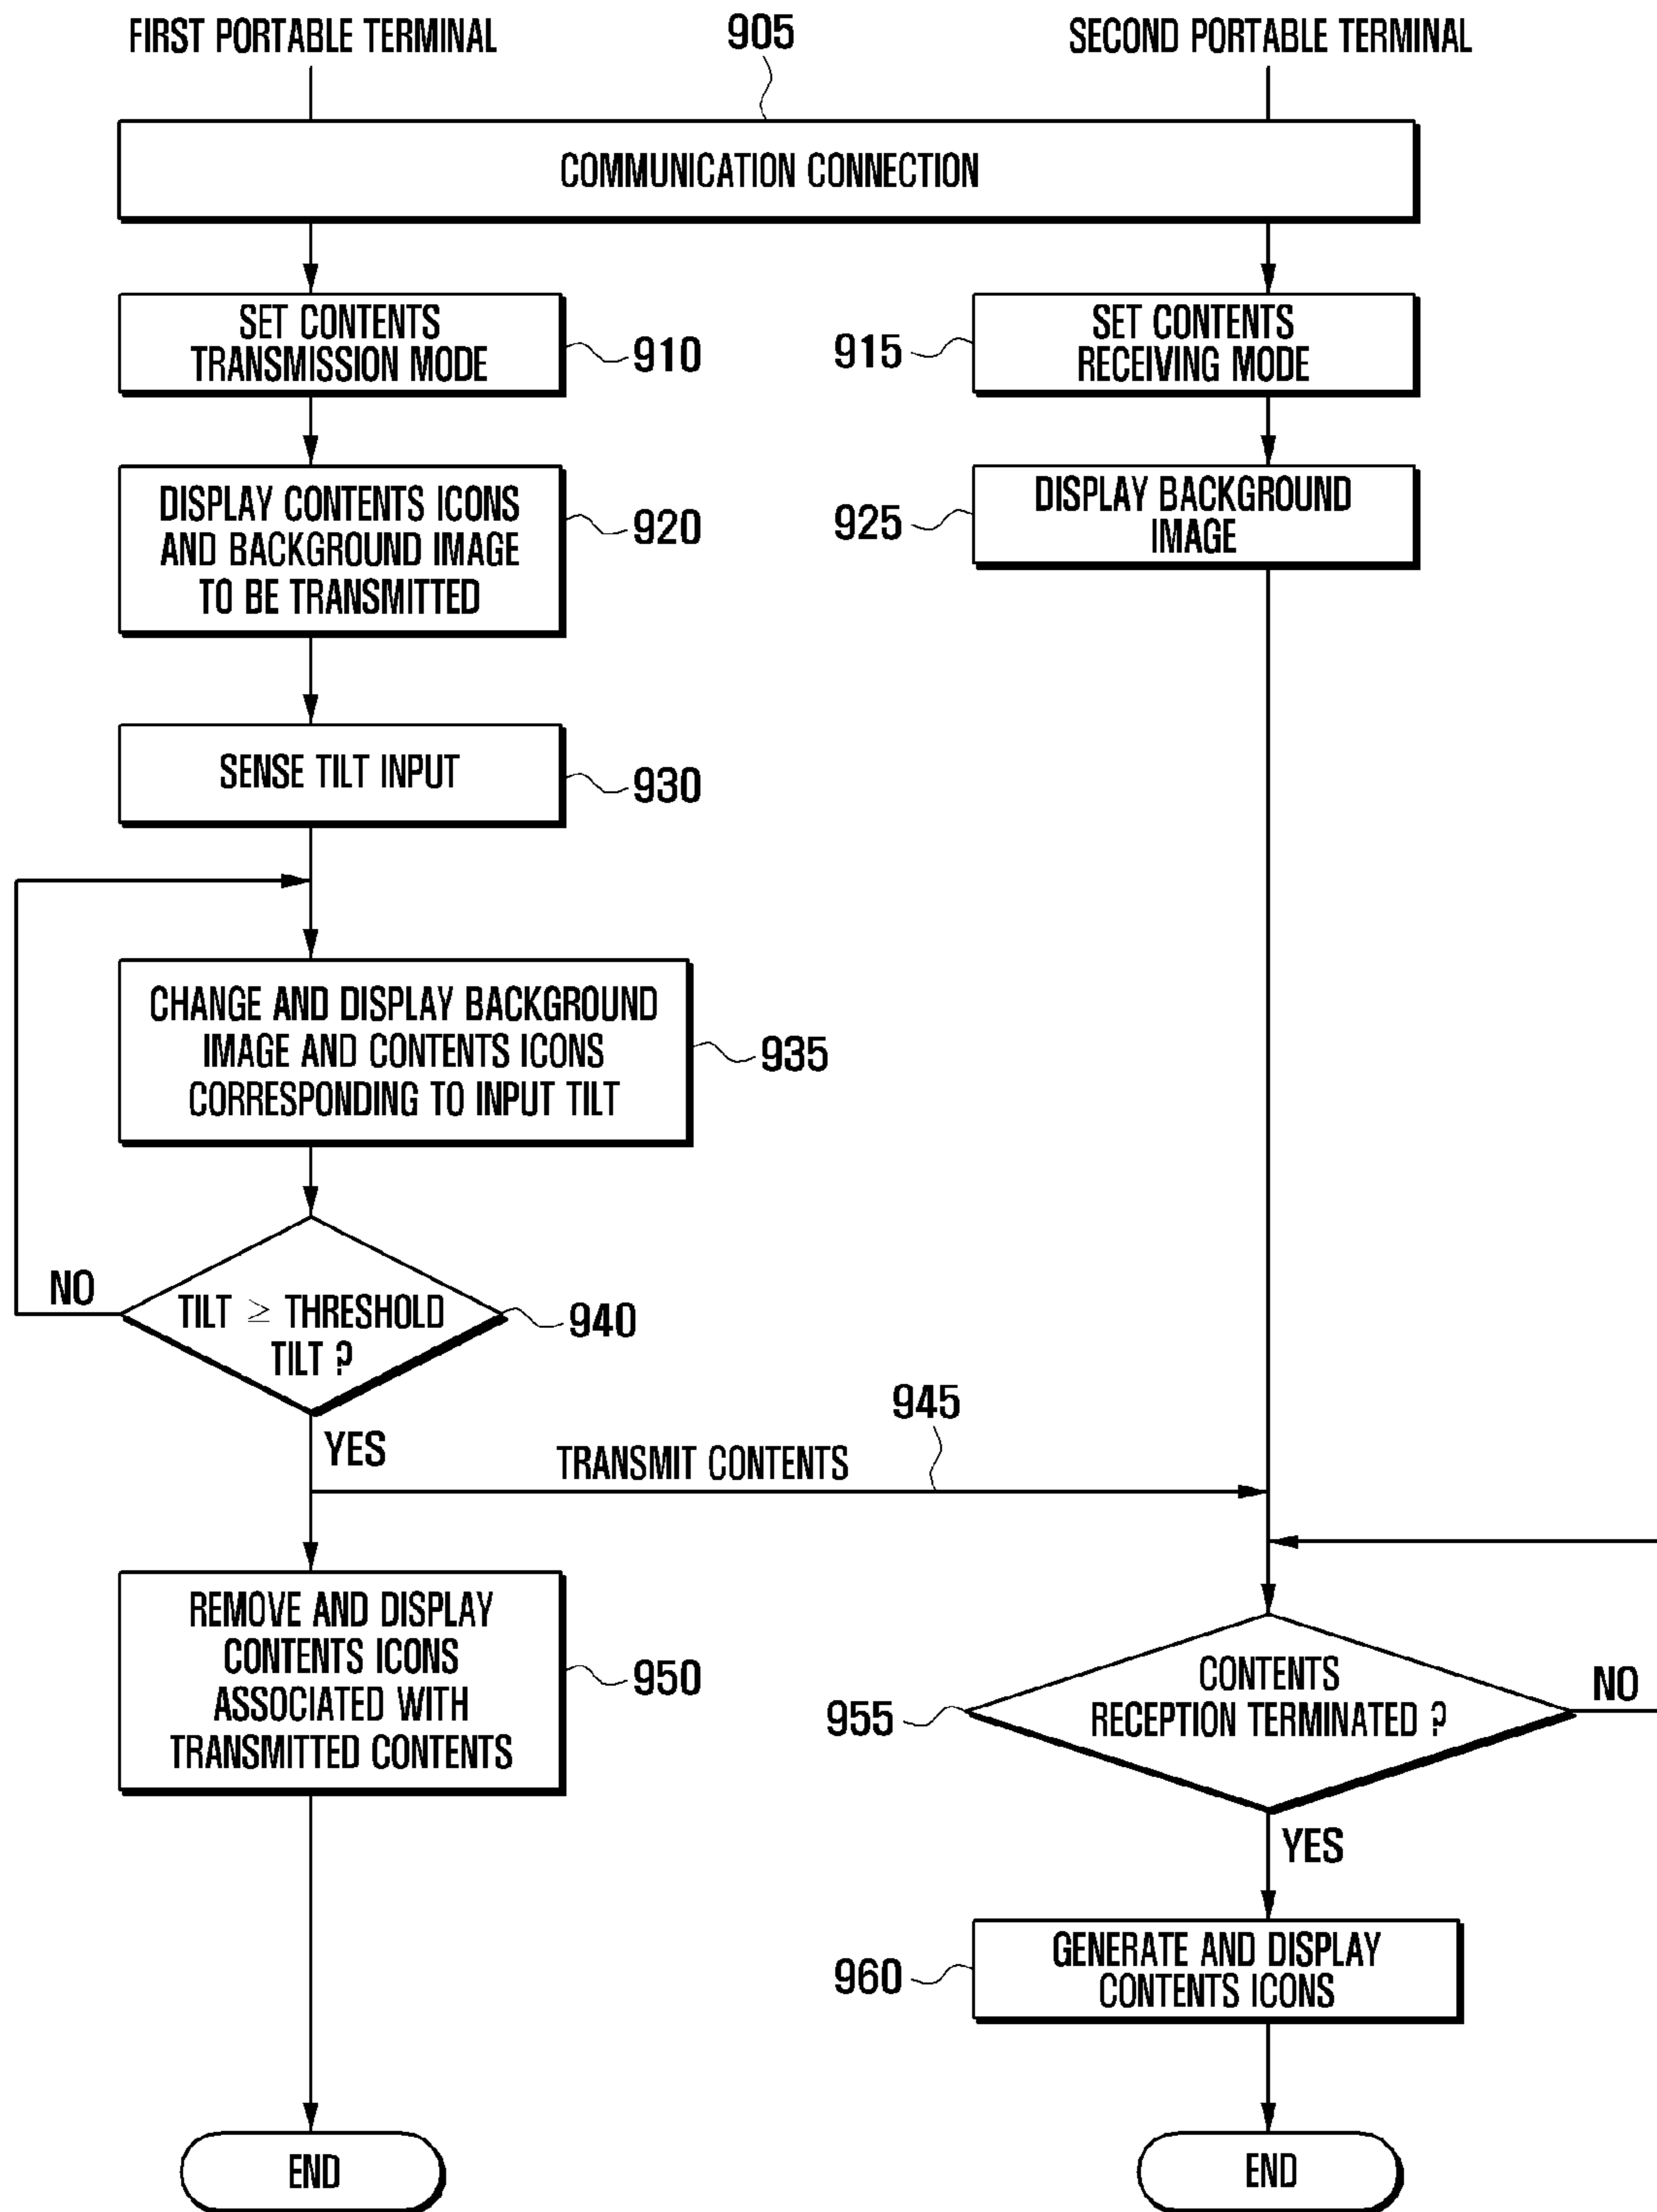 FIRST PORTABLE TERMINAL
905
SECOND PORTABLE TERMINAL
COMMUNICATION CONNECTION
SET CONTENTS
TRANSMISSION MODE
910
915
SET CONTENTS
RECEIVING MODE
DISPLAY CONTENTS ICONS
AND BACKGROUND IMAGE
TO BE TRANSMITTED
920
925
DISPLAY BACKGROUND
IMAGE
SENSE TILT INPUT
930
CHANGE AND DISPLAY BACKGROUND
IMAGE AND CONTENTS ICONS
CORRESPONDING TO INPUT TILT
935
NO
TILT ≥ THRESHOLD
TILT ?
940
YES
TRANSMIT CONTENTS
945
REMOVE AND DISPLAY
CONTENTS ICONS
ASSOCIATED WITH
TRANSMITTED CONTENTS
950
955
CONTENTS
RECEPTION TERMINATED ?
NO
YES
960
GENERATE AND DISPLAY
CONTENTS ICONS
END
END